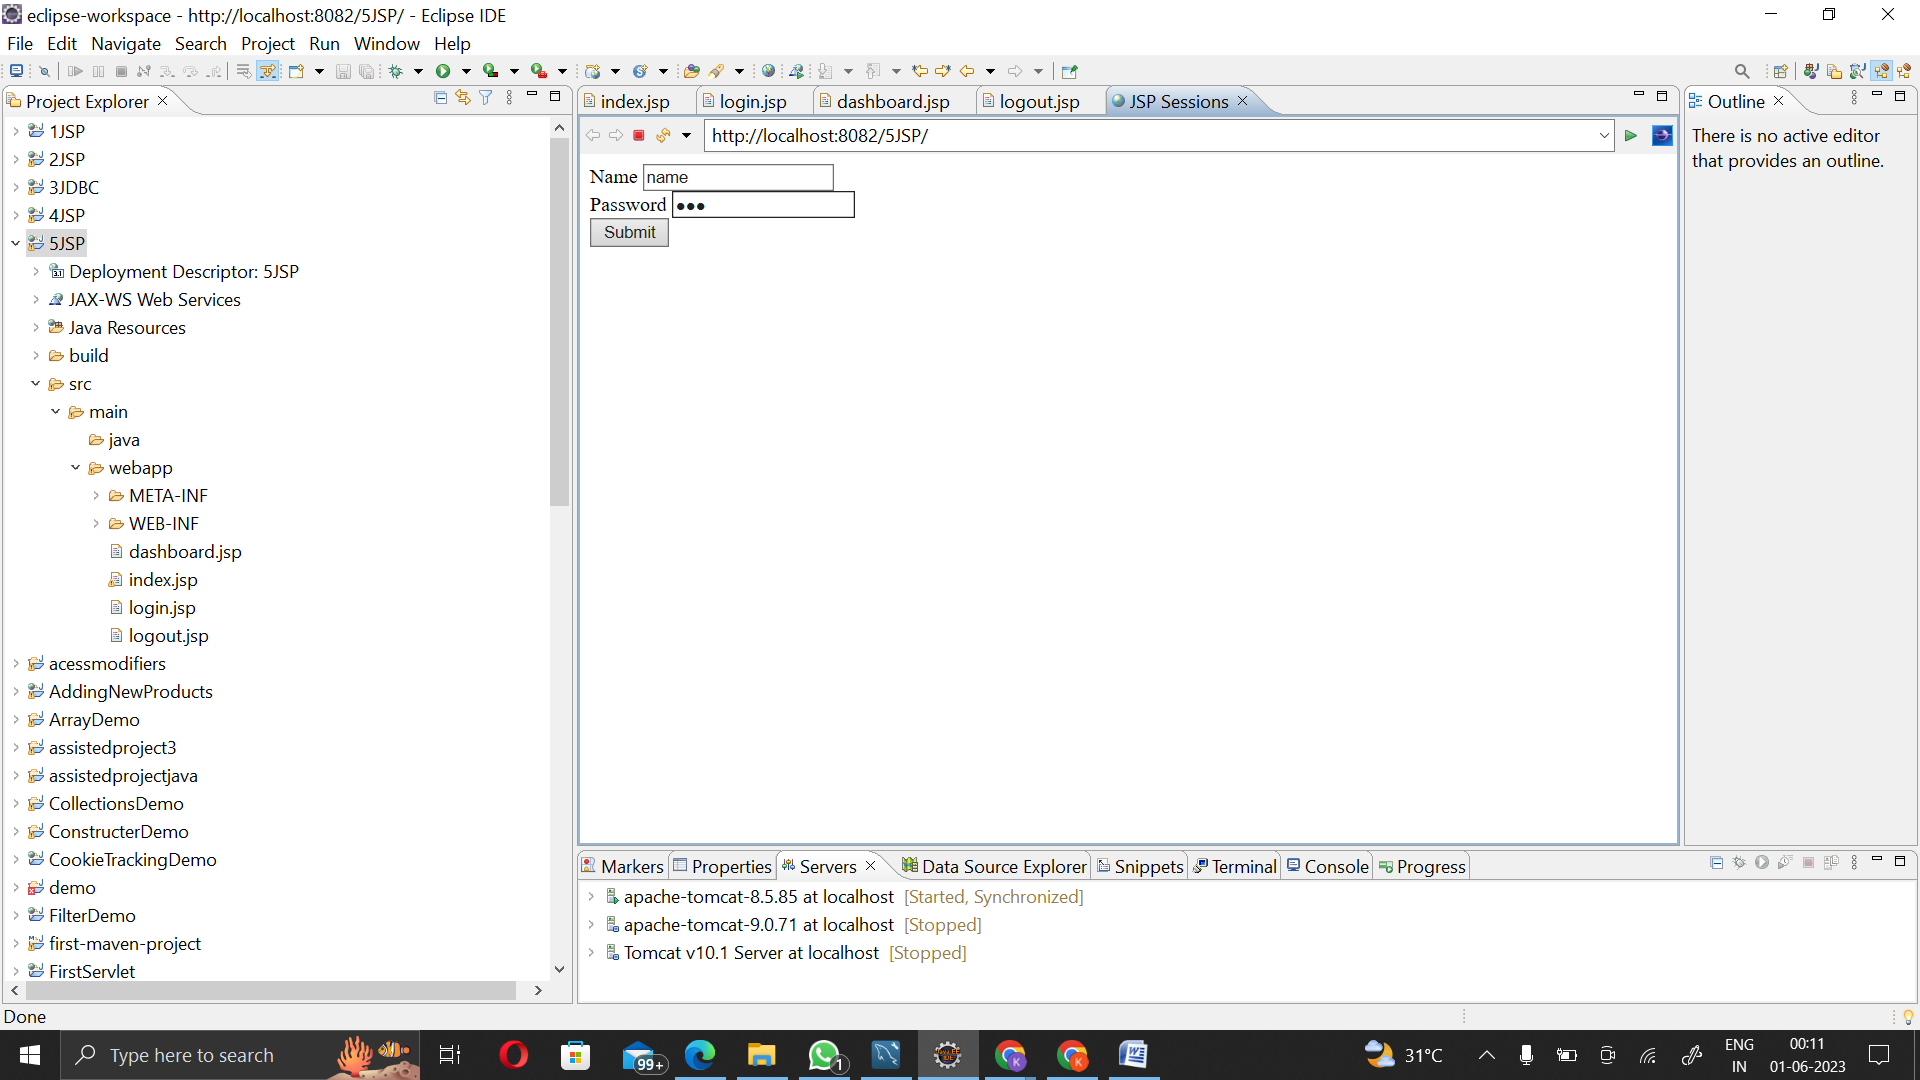 eclipse-workspace - http://localhost:8082/5JSP/ - Eclipse IDE
File Edit Navigate Search Project Run Window Help
Project Explorer
1JSP
2JSP
3JDBC
4JSP
5JSP
Deployment Descriptor: 5JSP
JAX-WS Web Services
Java Resources
build
src
main
java
webapp
META-INF
WEB-INF
dashboard.jsp
index.jsp
login.jsp
logout.jsp
acessmodifiers
AddingNewProducts
ArrayDemo
assistedproject3
assistedprojectjava
CollectionsDemo
ConstructerDemo
CookieTrackingDemo
demo
FilterDemo
first-maven-project
FirstServlet
index.jsp login.jsp dashboard.jsp logout.jsp JSP Sessions
http://localhost:8082/5JSP/
Name name
Password ●●●
Submit
Outline
There is no active editor
that provides an outline.
Markers Properties Servers Data Source Explorer Snippets Terminal Console Progress
apache-tomcat-8.5.85 at localhost [Started, Synchronized]
apache-tomcat-9.0.71 at localhost [Stopped]
Tomcat v10.1 Server at localhost [Stopped]
Done
Type here to search
99+
1
K
K
31°C
ENG
IN
00:11
01-06-2023